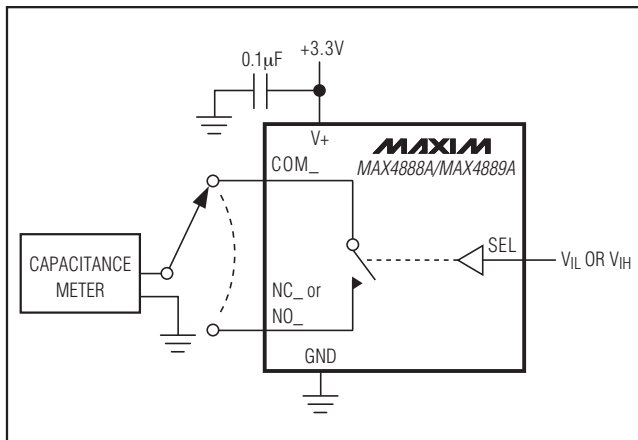 +3.3V
0.1μF
V+
MAXIM
MAX4888A/MAX4889A
COM_
SEL
VIL OR VIH
CAPACITANCE
METER
NC_ or
NO_
GND